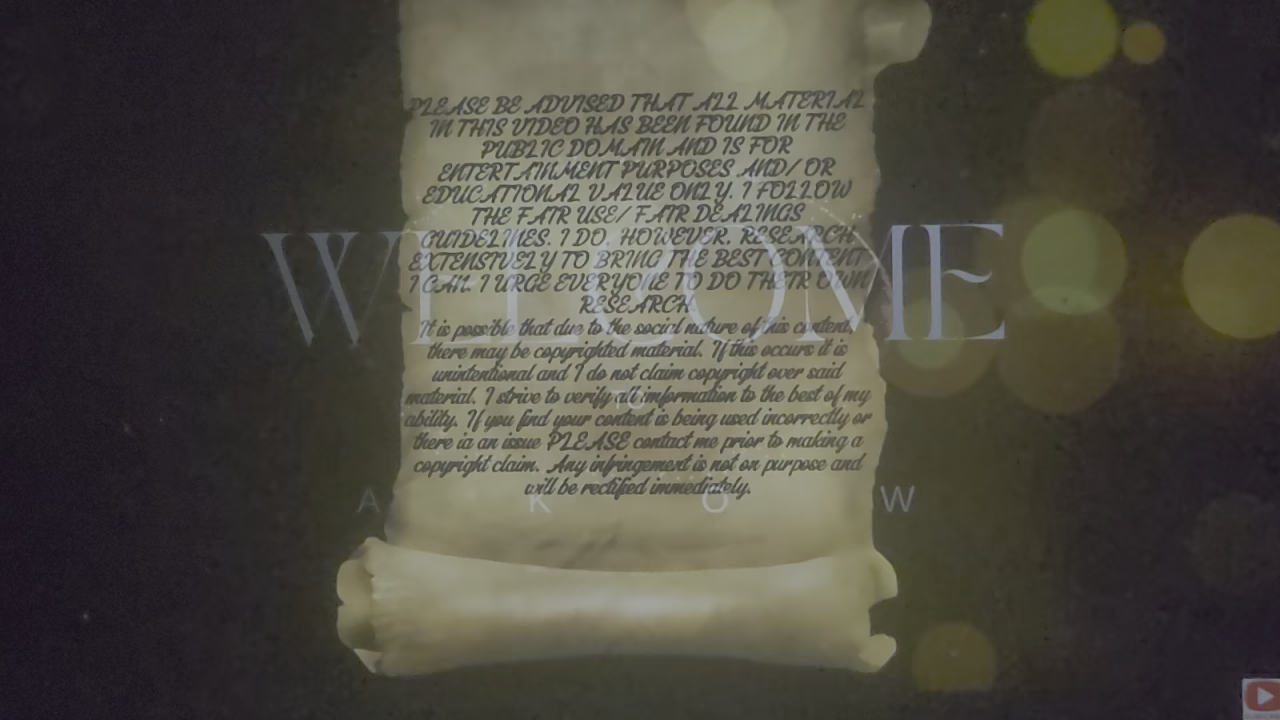 PLEASE BE ADVISED THAT ALL MATERIAL
IN THIS VIDEO HAS BEEN FOUND IN THE
PUBLIC DOMAIN AND IS FOR
ENTERTAINMENT PURPOSES AND/ OR
EDUCATIONAL VALUE ONLY. I FOLLOW
THE FAIR USE/ FAIR DEALINGS
GUIDELINES. I DO, HOWEVER, RESEARCH
EXTENSIVELY TO BRING THE BEST CONTENT
I CAN. I URGE EVERYONE TO DO THEIR OWN
RESEARCH.
WELCOME
It is possible that due to the social nature of this content,
there may be copyrighted material. If this occurs it is
unintentional and I do not claim copyright over said
material. I strive to verify all information to the best of my
TO
ability. If you find your content is being used incorrectly or
there ia an issue PLEASE contact me prior to making a
copyright claim. Any infringement is not on purpose and
will be rectified immediately.
A K O W